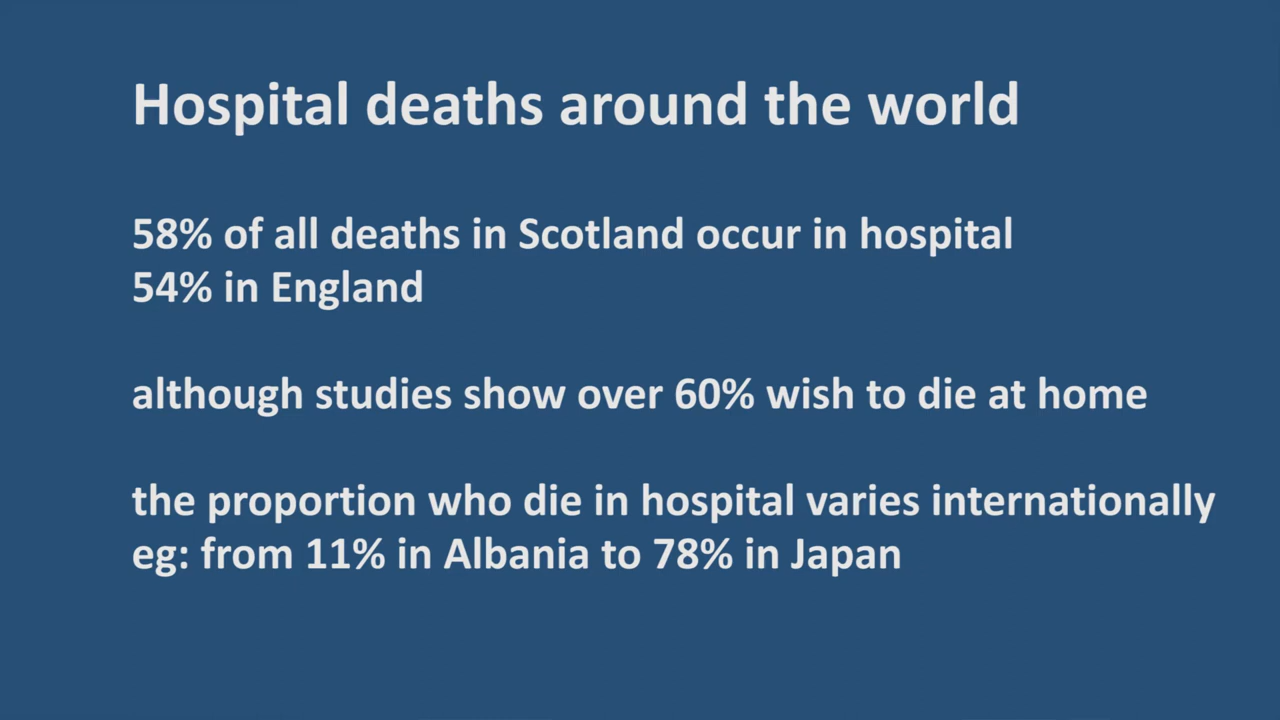 Hospital deaths around the world
58% of all deaths in Scotland occur in hospital
54% in England
although studies show over 60% wish to die at home
the proportion who die in hospital varies internationally
eg: from 11% in Albania to 78% in Japan